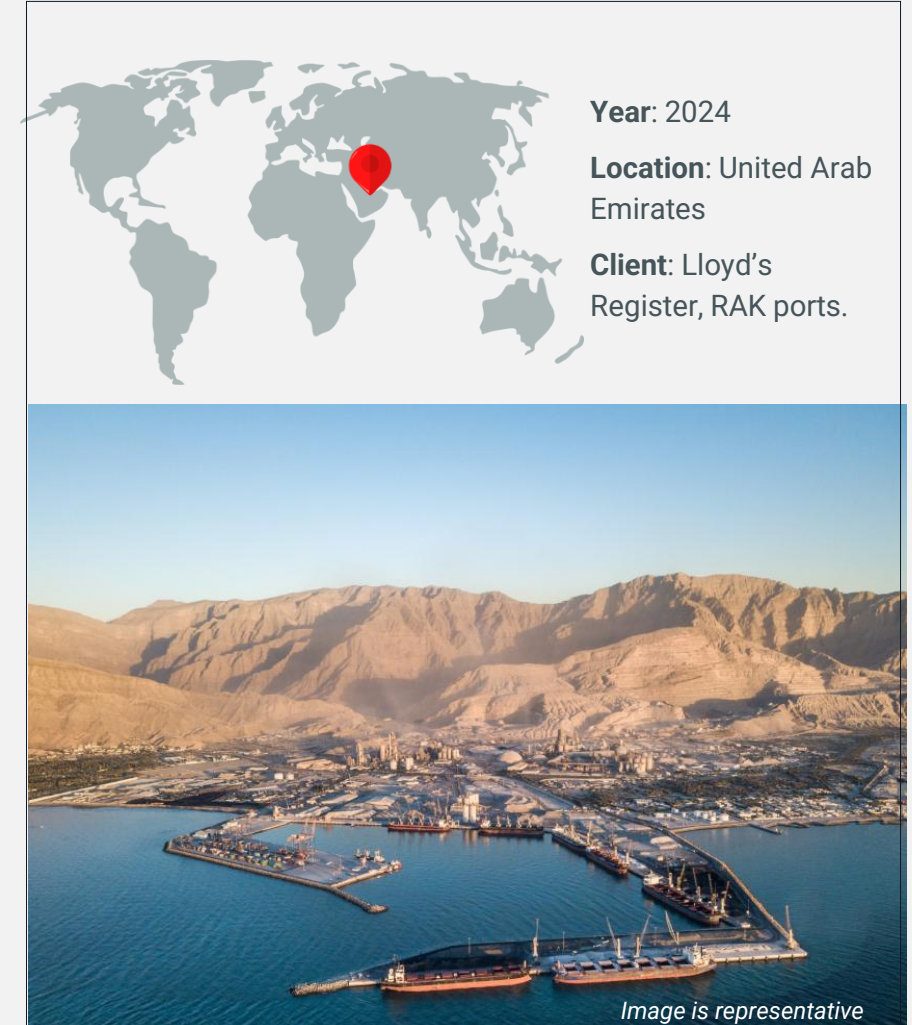 Year: 2024
Location: United Arab
Emirates
Client: Lloyd’s
Register, RAK ports.
Image is representative